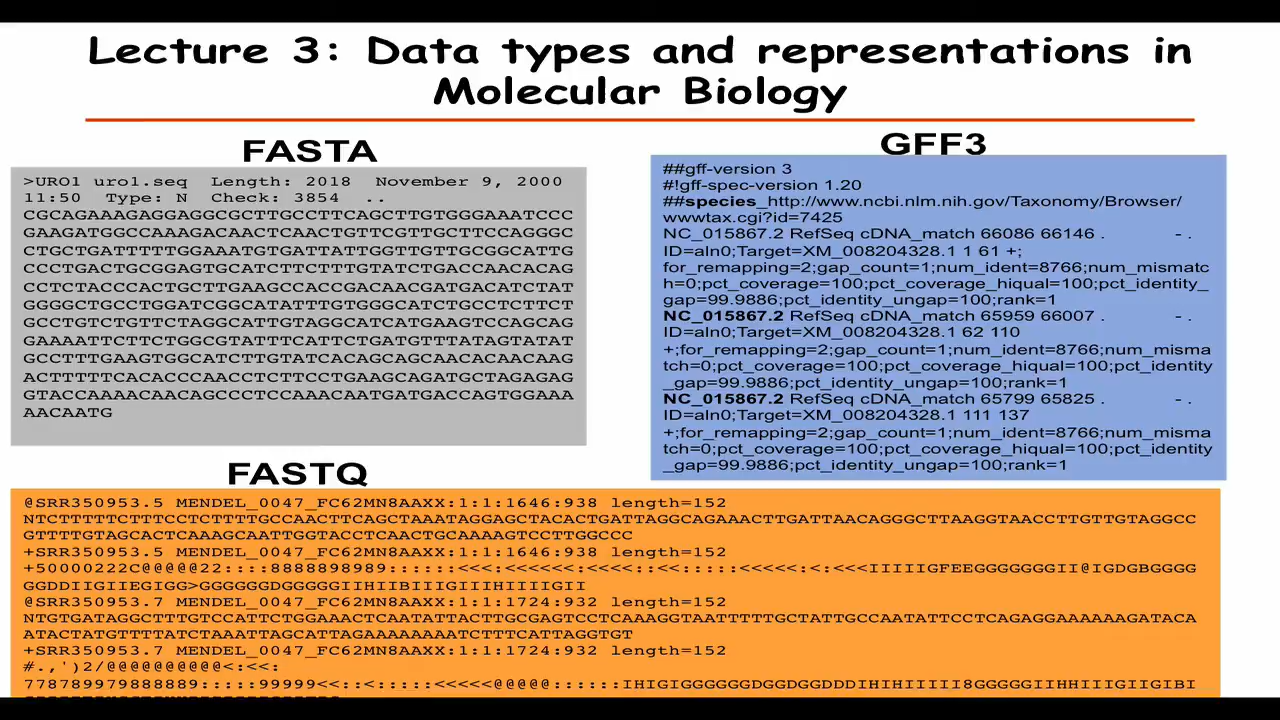 Lecture 3: Data types and representations in
Molecular Biology
FASTA
>URO1 uro1.seq Length: 2018 November 9, 2000
11:50 Type: N Check: 3854 ..
CGCAGAAAGAGGAGGCGCTTGCCTTCAGCTTGTGGGAAATCCC
GAAGATGGCCAAAGACAACTCAACTGTTCGTTGCTTCCAGGGC
CTGCTGATTTTTGGAAATGTGATTATTGGTTGTTGCGGCATTG
CCCTGACTGCGGAGTGCATCTTCTTTGTATCTGACCAACACAG
CCTCTACCCACTGCTTGAAGCCACCGACAACGATGACATCTAT
GGGGCTGCCTGGATCGGCATATTTGTGGGCATCTGCCTCTTCT
GCCTGTCTGTTCTAGGCATTGTAGGCATCATGAAGTCCAGCAG
GAAAATTCTTCTGGCGTATTTCATTCTGATGTTTATAGTATAT
GCCTTTGAAGTGGCATCTTGTATCACAGCAGCAACACAACAAG
ACTTTTTCACACCCAACCTCTTCCTGAAGCAGATGCTAGAGAG
GTACCAAAACAACAGCCCTCCAAACAATGATGACCAGTGGAAA
AACAATG
GFF3
##gff-version 3
#!gff-spec-version 1.20
##species_http://www.ncbi.nlm.nih.gov/Taxonomy/Browser/
wwwtax.cgi?id=7425
NC_015867.2 RefSeq cDNA_match 66086 66146 . - .
ID=aln0;Target=XM_008204328.1 1 61 +;
for_remapping=2;gap_count=1;num_ident=8766;num_mismatc
h=0;pct_coverage=100;pct_coverage_hiqual=100;pct_identity_
gap=99.9886;pct_identity_ungap=100;rank=1
NC_015867.2 RefSeq cDNA_match 65959 66007 . - .
ID=aln0;Target=XM_008204328.1 62 110
+;for_remapping=2;gap_count=1;num_ident=8766;num_misma
tch=0;pct_coverage=100;pct_coverage_hiqual=100;pct_identity
_gap=99.9886;pct_identity_ungap=100;rank=1
NC_015867.2 RefSeq cDNA_match 65799 65825 . - .
ID=aln0;Target=XM_008204328.1 111 137
+;for_remapping=2;gap_count=1;num_ident=8766;num_misma
tch=0;pct_coverage=100;pct_coverage_hiqual=100;pct_identity
_gap=99.9886;pct_identity_ungap=100;rank=1
FASTQ
@SRR350953.5 MENDEL_0047_FC62MN8AAXX:1:1:1646:938 length=152
NTCTTTTTCTTTCCTCTTTTGCCAACTTCAGCTAAATAGGAGCTACACTGATTAGGCAGAAACTTGATTAACAGGGCTTAAGGTAACCTTGTTGTAGGCC
GTTTTGTAGCACTCAAAGCAATTGGTACCTCAACTGCAAAAGTCCTTGGCCC
+SRR350953.5 MENDEL_0047_FC62MN8AAXX:1:1:1646:938 length=152
+50000222C@@@@@22::::8888898989::::::<<<:<<<<<<:<<<<::<<:::::<<<<<:<:<<<IIIIIGFEEGGGGGGGII@IGDGBGGGG
GGDDIIGIIEGIGG>GGGGGGDGGGGGIIHIIBIIIGIIIHIIIIGII
@SRR350953.7 MENDEL_0047_FC62MN8AAXX:1:1:1724:932 length=152
NTGTGATAGGCTTTGTCCATTCTGGAAACTCAATATTACTTGCGAGTCCTCAAAGGTAATTTTTGCTATTGCCAATATTCCTCAGAGGAAAAAAGATACA
ATACTATGTTTTATCTAAATTAGCATTAGAAAAAAAATCTTTCATTAGGTGT
+SRR350953.7 MENDEL_0047_FC62MN8AAXX:1:1:1724:932 length=152
#.,')2/@@@@@@@@@@<:<<:
778789979888889:::::99999<<::<:::::<<<<<@@@@@::::::IHIGIGGGGGGDGGDGGDDDIHIHIIIII8GGGGGIIHHIIIGIIGIBI